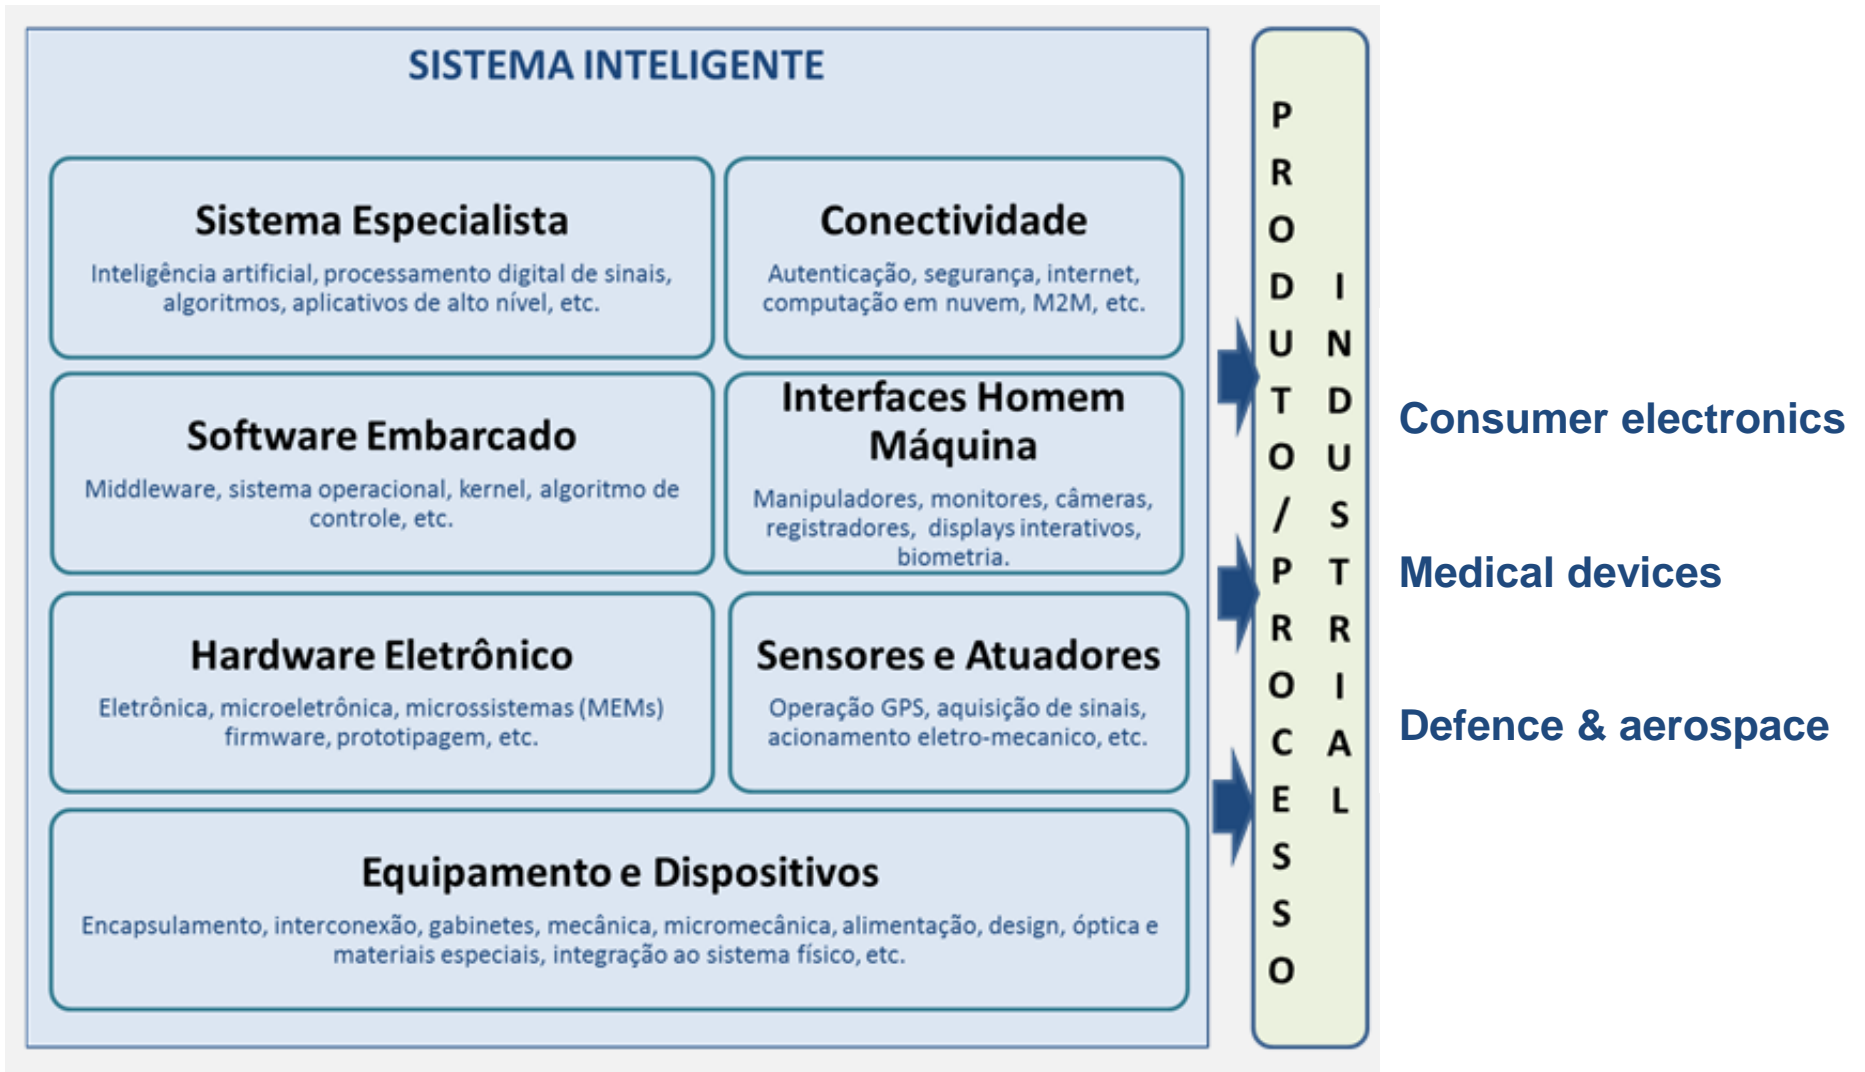 SISTEMA INTELIGENTE
Sistema Especialista
Inteligência artificial, processamento digital de sinais,
algoritmos, aplicativos de alto nível, etc.
Conectividade
Autenticação, segurança, internet,
computação em nuvem, M2M, etc.
Software Embarcado
Middleware, sistema operacional, kernel, algoritmo de
controle, etc.
Interfaces Homem
Máquina
Manipuladores, monitores, câmeras,
registradores, displays interativos,
biometria.
Hardware Eletrônico
Eletrônica, microeletrônica, microssistemas (MEMs)
firmware, prototipagem, etc.
Sensores e Atuadores
Operação GPS, aquisição de sinais,
acionamento eletro-mecanico, etc.
Equipamento e Dispositivos
Encapsulamento, interconexão, gabinetes, mecânica, micromecânica, alimentação, design, óptica e
materiais especiais, integração ao sistema físico, etc.
PRODUTO/PROCESSO
INDUSTRIAL
Consumer electronics
Medical devices
Defence & aerospace